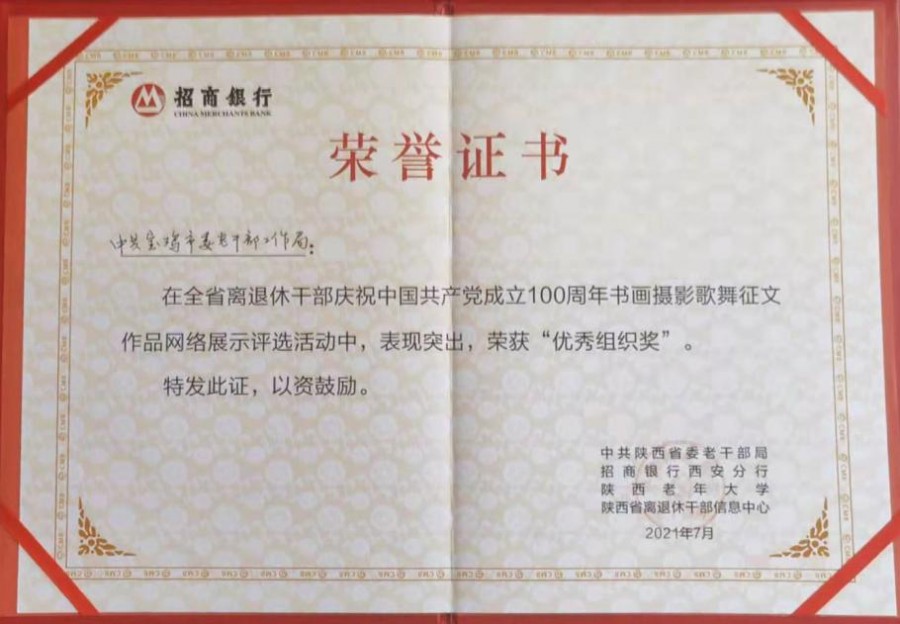 招商銀行
CHINA MERCHANTS BANK
荣誉证书
中共宝鸡市委老干部工作局:
在全省离退休干部庆祝中国共产党成立100周年书画摄影歌舞征文
作品网络展示评选活动中，表现突出，荣获“优秀组织奖”。
特发此证，以资鼓励。
中共陕西省委老干部局
招商银行西安分行
陕西老年大学
陕西省离退休干部信息中心
2021年7月